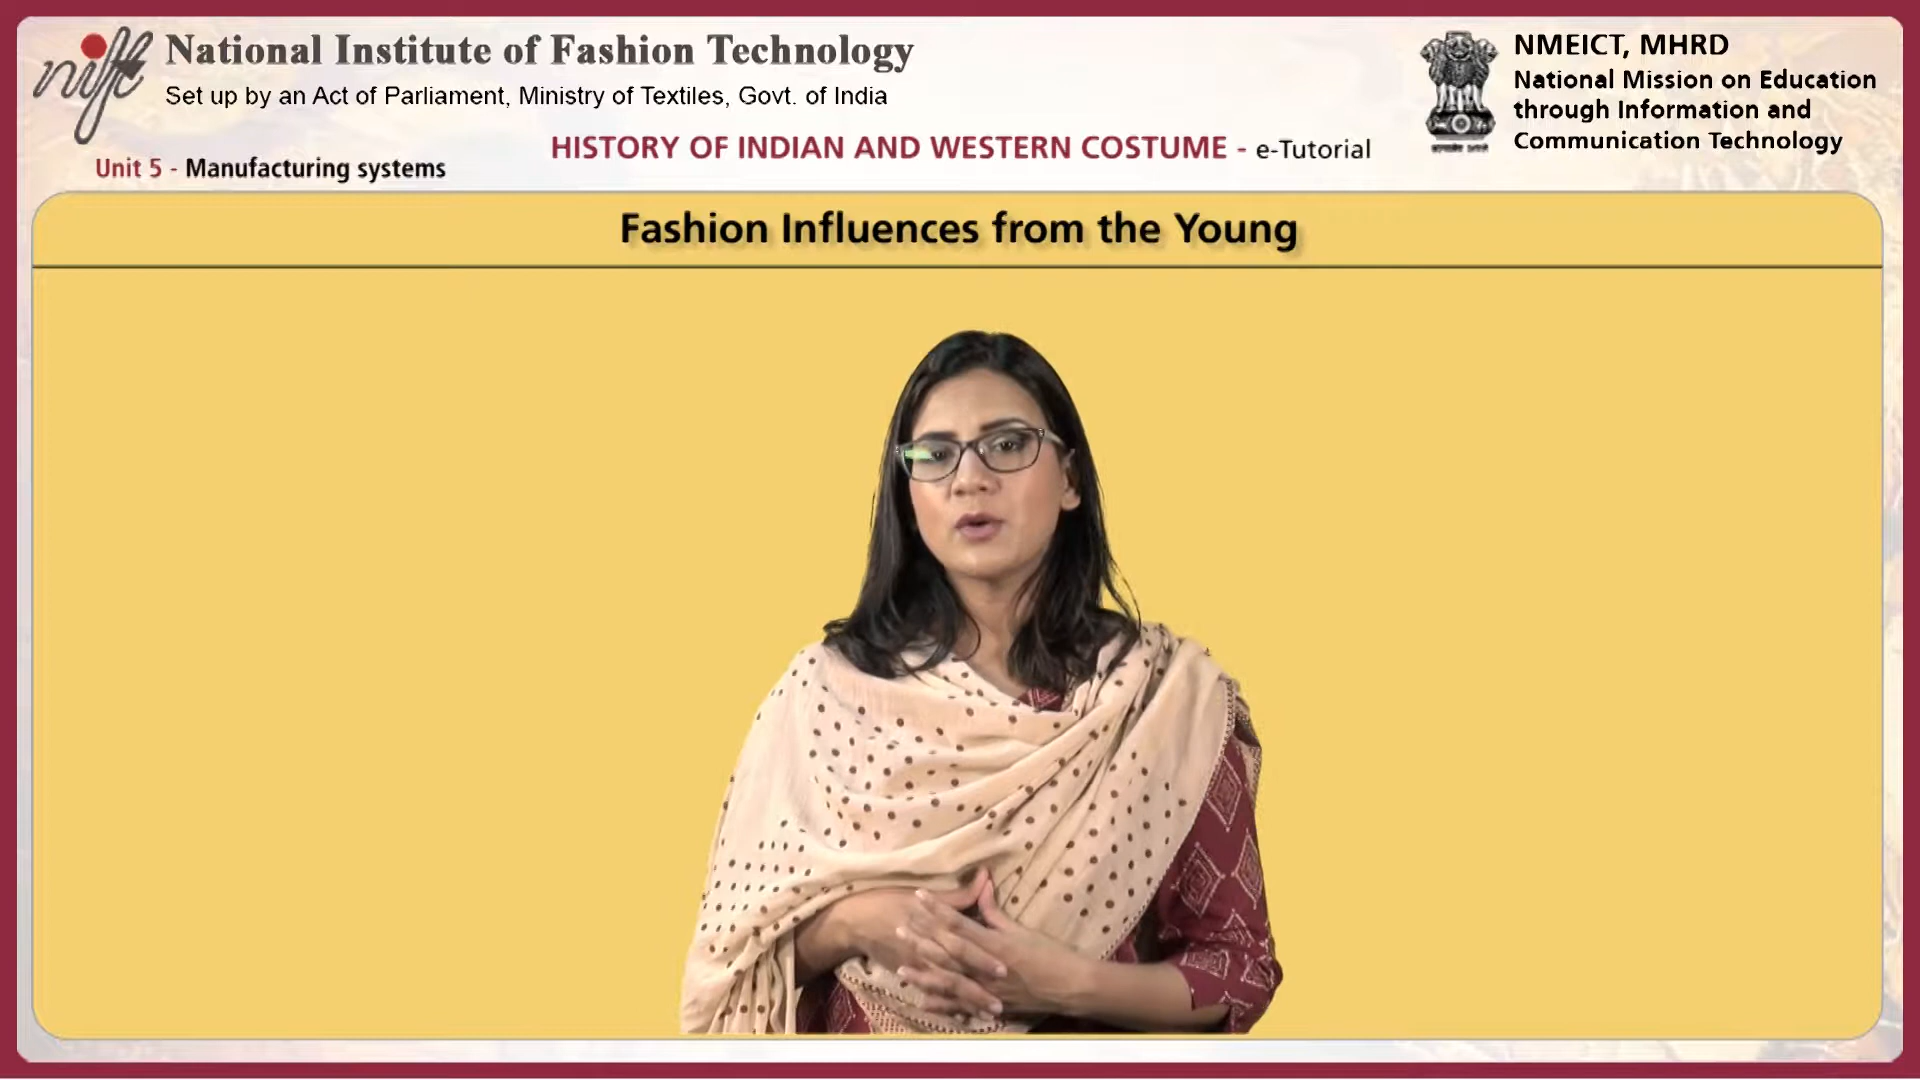 nift National Institute of Fashion Technology
Set up by an Act of Parliament, Ministry of Textiles, Govt. of India
NMEICT, MHRD
National Mission on Education
through Information and
Communication Technology
HISTORY OF INDIAN AND WESTERN COSTUME - e-Tutorial
Unit 5 - Manufacturing systems
Fashion Influences from the Young